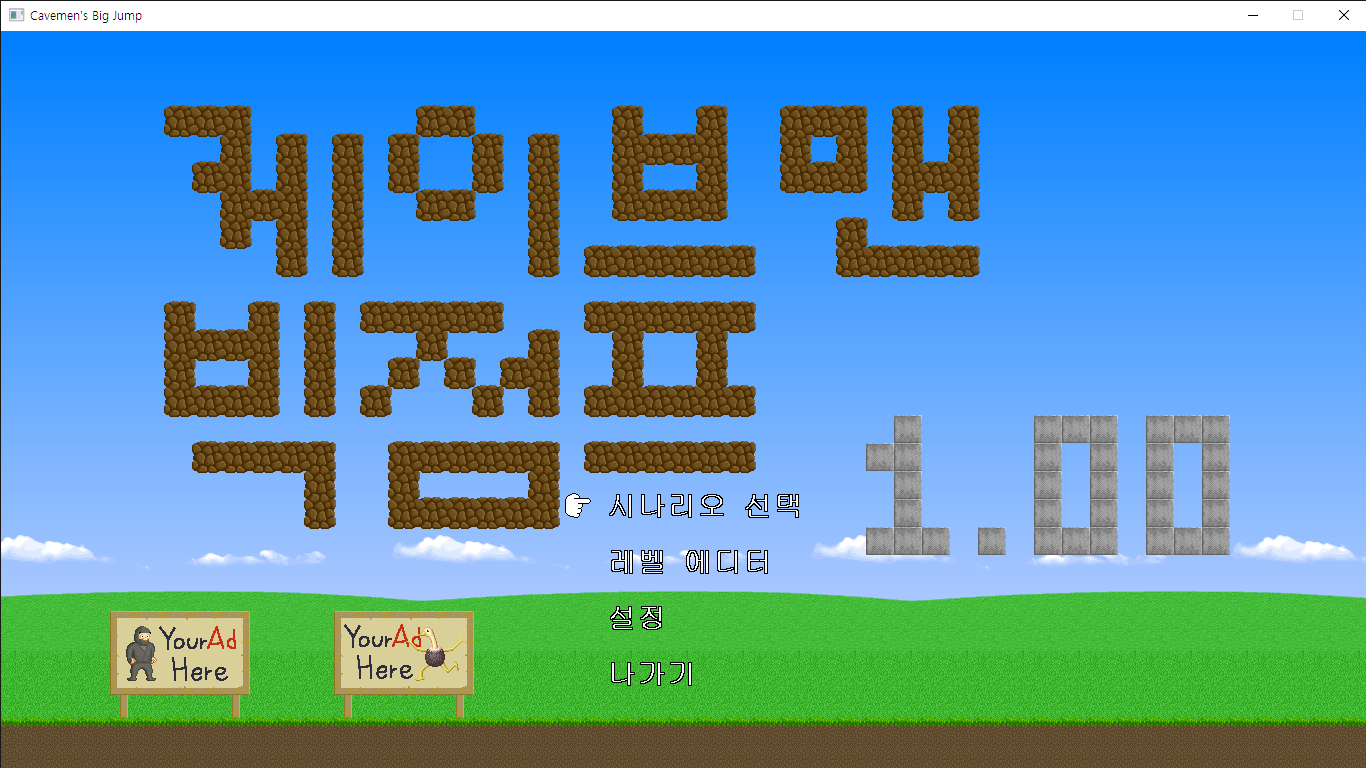 Cavemen's Big Jump
케이브맨
빅점프
1.00
시나리오 선택
레벨 에디터
설정
나가기
YourAd
Here
YourAd
Here